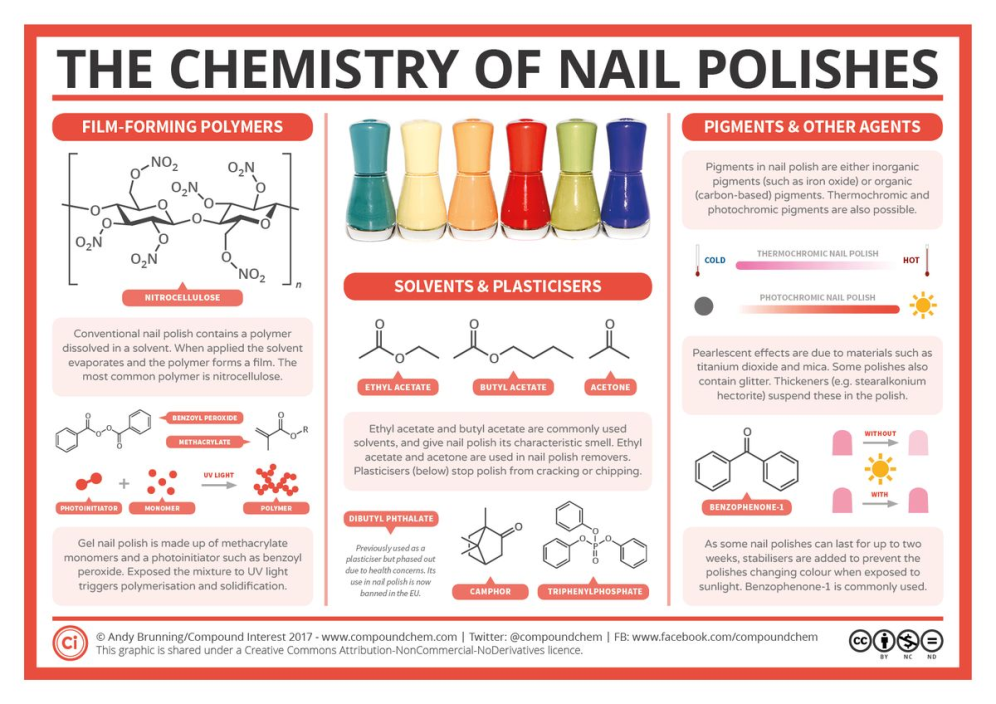 THE CHEMISTRY OF NAIL POLISHES
FILM-FORMING POLYMERS
NO2
O2N
O2N
O
O
O
O
O
O
O
O
O
O2N
O2N
O
NO2
n
NITROCELLULOSE
Conventional nail polish contains a polymer
dissolved in a solvent. When applied the solvent
evaporates and the polymer forms a film. The
most common polymer is nitrocellulose.
BENZOYL PEROXIDE
METHACRYLATE
O
O
O
O
O
O
R
UV LIGHT
+
PHOTOINITIATOR
MONOMER
POLYMER
Gel nail polish is made up of methacrylate
monomers and a photoinitiator such as benzoyl
peroxide. Exposed the mixture to UV light
triggers polymerisation and solidification.
SOLVENTS & PLASTICISERS
O
O
O
O
O
ETHYL ACETATE
BUTYL ACETATE
ACETONE
Ethyl acetate and butyl acetate are commonly used
solvents, and give nail polish its characteristic smell. Ethyl
acetate and acetone are used in nail polish removers.
Plasticisers (below) stop polish from cracking or chipping.
DIBUTYL PHTHALATE
Previously used as a
plasticiser but phased out
due to health concerns. Its
use in nail polish is now
banned in the EU.
O
CAMPHOR
O
O
P
O
O
TRIPHENYLPHOSPHATE
PIGMENTS & OTHER AGENTS
Pigments in nail polish are either inorganic
pigments (such as iron oxide) or organic
(carbon-based) pigments. Thermochromic and
photochromic pigments are also possible.
COLD
THERMOCHROMIC NAIL POLISH
HOT
PHOTOCHROMIC NAIL POLISH
Pearlescent effects are due to materials such as
titanium dioxide and mica. Some polishes also
contain glitter. Thickeners (e.g. stearalkonium
hectorite) suspend these in the polish.
O
BENZOPHENONE-1
WITHOUT
WITH
As some nail polishes can last for up to two
weeks, stabilisers are added to prevent the
polishes changing colour when exposed to
sunlight. Benzophenone-1 is commonly used.
Ci
© Andy Brunning/Compound Interest 2017 - www.compoundchem.com | Twitter: @compoundchem | FB: www.facebook.com/compoundchem
This graphic is shared under a Creative Commons Attribution-NonCommercial-NoDerivatives licence.
cc
BY NC ND